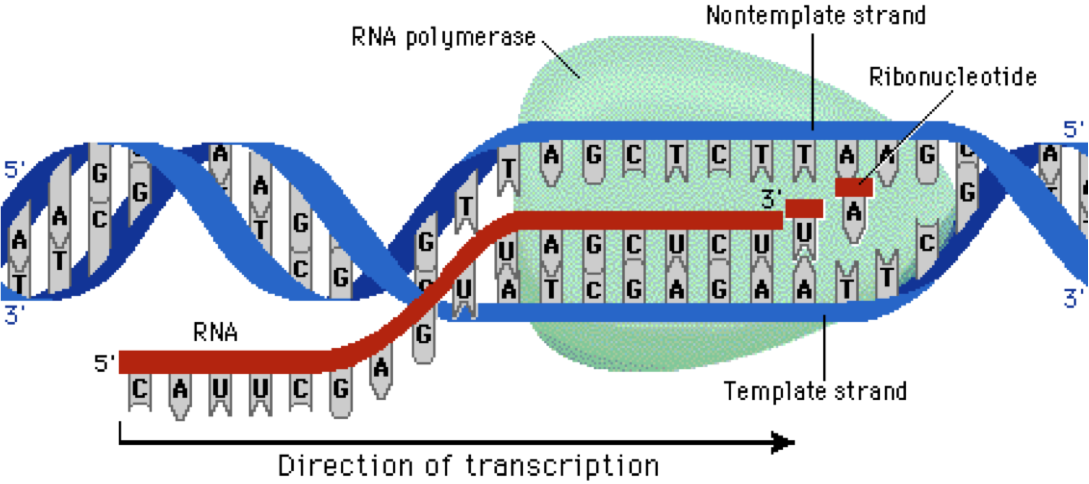 Nontemplate strand
RNA polymerase
Ribonucleotide
5' 5'
T A G C T C T T A A G
A A G G A A A
T T C G T G G
3'
A
G T U A G C U C U U C
C G U A T C G A G A A A T T
3' 3'
RNA
G
5'
A
C A U U C G
Template strand
Direction of transcription